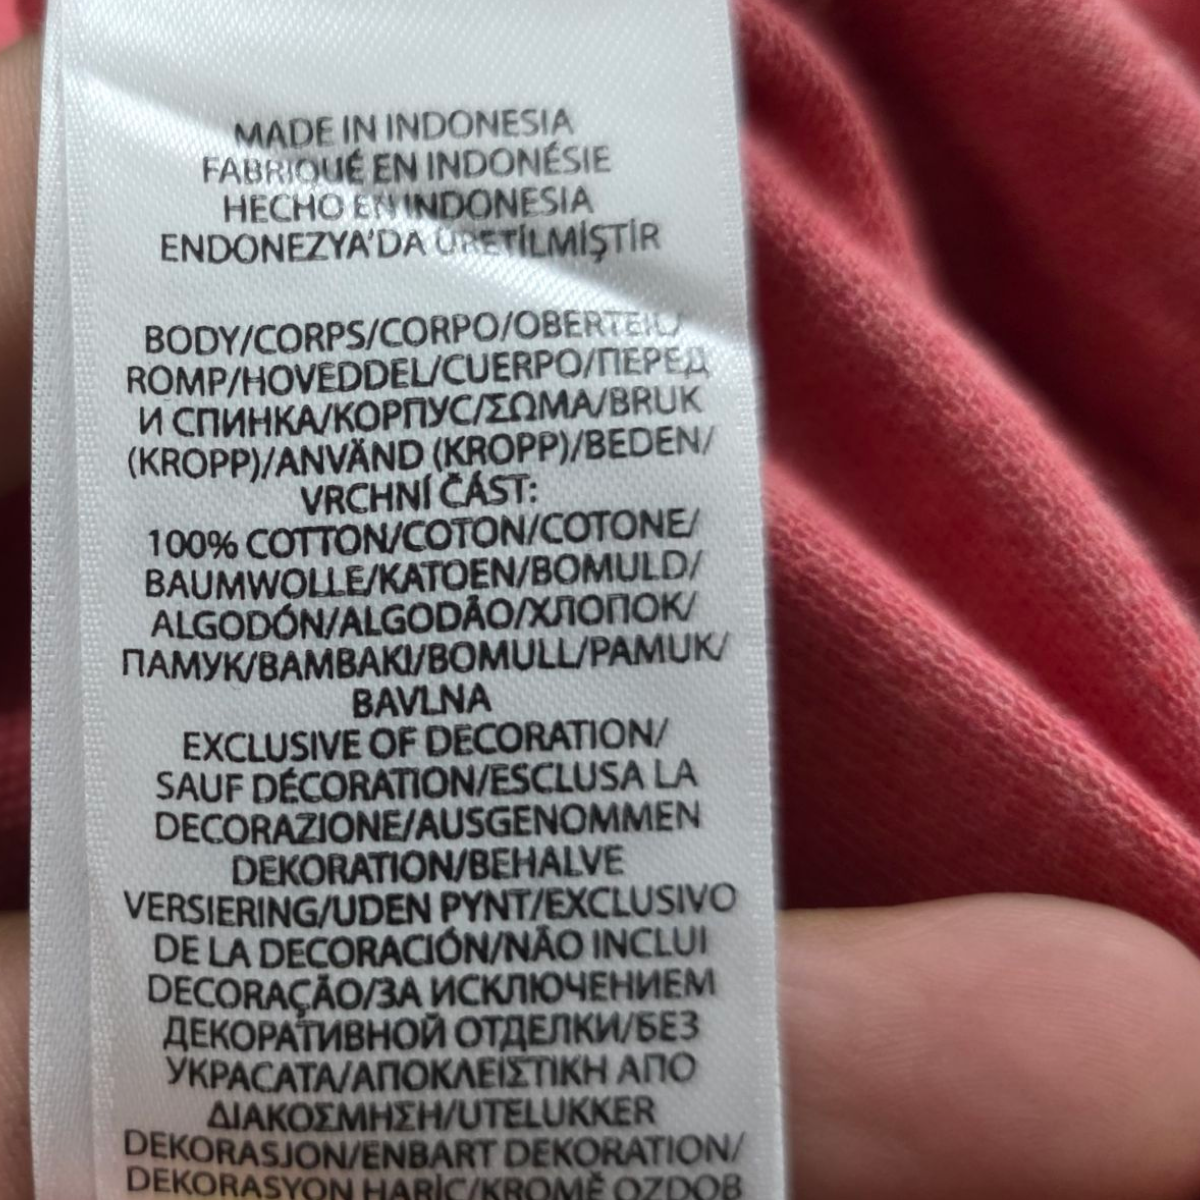 MADE IN INDONESIA
FABRIQUÉ EN INDONÉSIE
HECHO EN INDONESIA
ENDONEZYA'DA ÜRETİLMİŞTİR
BODY/CORPS/CORPO/OBERTEIL/
ROMP/HOVEDDEL/CUERPO/ПЕРЕД
И СПИНКА/КОРПУС/ΣΩΜΑ/BRUK
(KROPP)/ANVÄND (KROPP)/BEDEN/
VRCHNÍ ČÁST:
100% COTTON/COTON/COTONE/
BAUMWOLLE/KATOEN/BOMULD/
ALGODÓN/ALGODÃO/ХЛОПОК/
ПАМУК/BAMBAKI/BOMULL/PAMUK/
BAVLNA
EXCLUSIVE OF DECORATION/
SAUF DÉCORATION/ESCLUSA LA
DECORAZIONE/AUSGENOMMEN
DEKORATION/BEHALVE
VERSIERING/UDEN PYNT/EXCLUSIVO
DE LA DECORACIÓN/NÃO INCLUI
DECORAÇÃO/ЗА ИСКЛЮЧЕНИЕМ
ДЕКОРАТИВНОЙ ОТДЕЛКИ/БЕЗ
УКРАСАТА/ΑΠΟΚΛΕΙΣΤΙΚΗ ΑΠΟ
ΔΙΑΚΟΣΜΗΣΗ/UTELUKKER
DEKORASJON/ENBART DEKORATION/
DEKORASYON HARİÇ/KROMĚ OZDOB